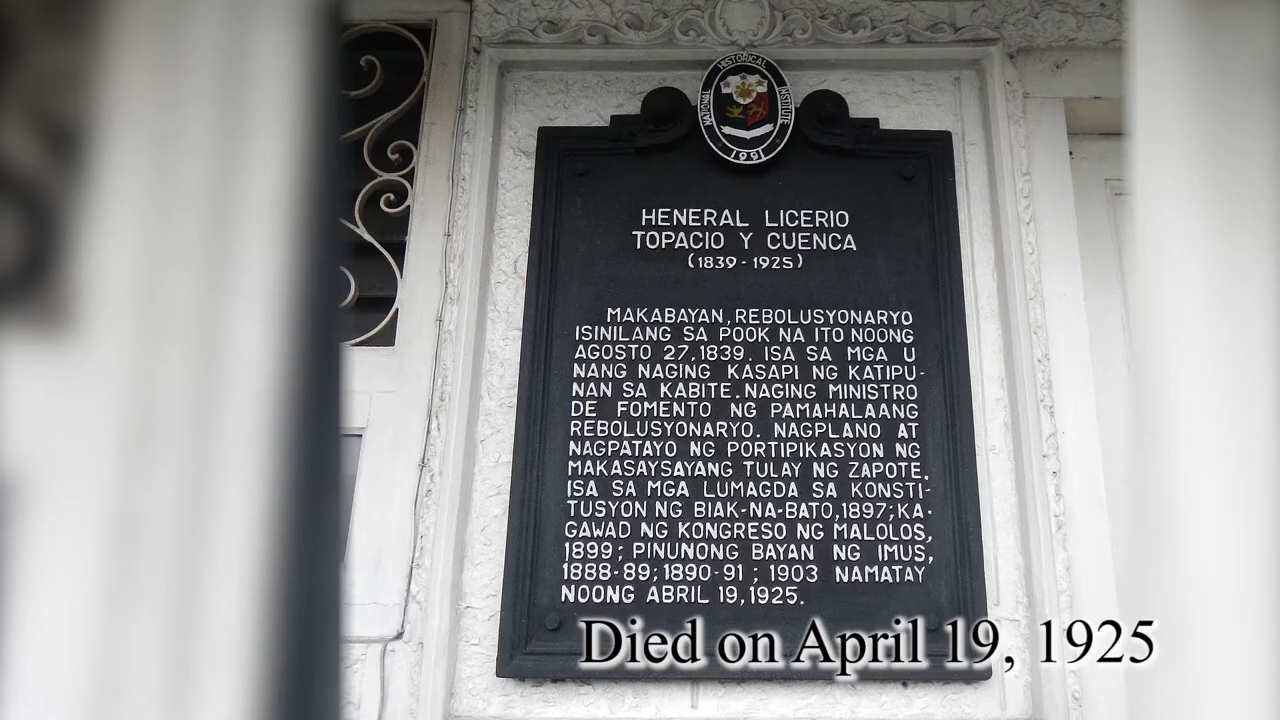 NATIONAL HISTORICAL INSTITUTE
1991
HENERAL LICERIO
TOPACIO Y CUENCA
(1839-1925)
MAKABAYAN, REBOLUSYONARYO
ISINILANG SA POOK NA ITO NOONG
AGOSTO 27,1839. ISA SA MGA U
NANG NAGING KASAPI NG KATIPU-
NAN SA KABITE. NAGING MINISTRO
DE FOMENTO NG PAMAHALAANG
REBOLUSYONARYO. NAGPLANO AT
NAGPATAYO NG PORTIPIKASYON NG
MAKASAYSAYANG TULAY NG ZAPOTE.
ISA SA MGA LUMAGDA SA KONSTI-
TUSYON NG BIAK-NA-BATO,1897; KA-
GAWAD NG KONGRESO NG MALOLOS,
1899; PINUNONG BAYAN NG IMUS,
1888-89; 1890-91 ; 1903 NAMATAY
NOONG ABRIL 19,1925.
Died on April 19, 1925